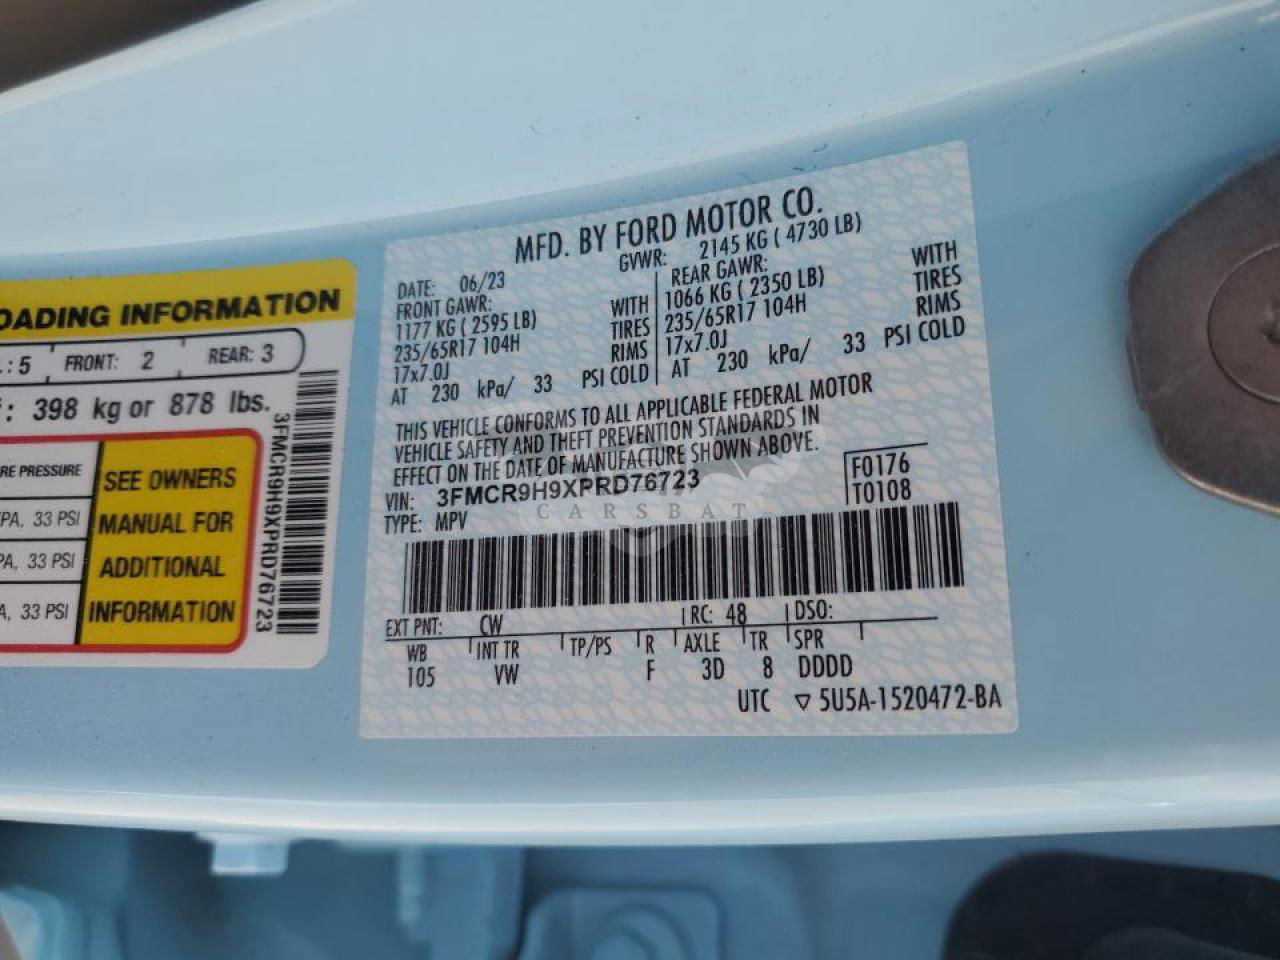 OADING INFORMATION
: 5 FRONT: 2 REAR: 3
: 398 kg or 878 lbs.
RE PRESSURE
PA, 33 PSI
PA, 33 PSI
A, 33 PSI
SEE OWNERS
MANUAL FOR
ADDITIONAL
INFORMATION
3FMCR9H9XPRD76723
MFD. BY FORD MOTOR CO.
DATE: 06/23 GVWR: 2145 KG ( 4730 LB)
FRONT GAWR: REAR GAWR:
1177 KG ( 2595 LB) WITH 1066 KG ( 2350 LB) WITH
235/65R17 104H TIRES 235/65R17 104H TIRES
17x7.0J RIMS 17x7.0J RIMS
AT 230 kPa/ 33 PSI COLD AT 230 kPa/ 33 PSI COLD
THIS VEHICLE CONFORMS TO ALL APPLICABLE FEDERAL MOTOR
VEHICLE SAFETY AND THEFT PREVENTION STANDARDS IN
EFFECT ON THE DATE OF MANUFACTURE SHOWN ABOVE.
VIN: 3FMCR9H9XPRD76723 F0176
TYPE: MPV T0108
CARSBAT
EXT PNT: CW RC: 48 DSO:
WB INT TR TP/PS R AXLE TR SPR
105 VW F 3D 8 DDDD
UTC ▽ 5U5A-1520472-BA